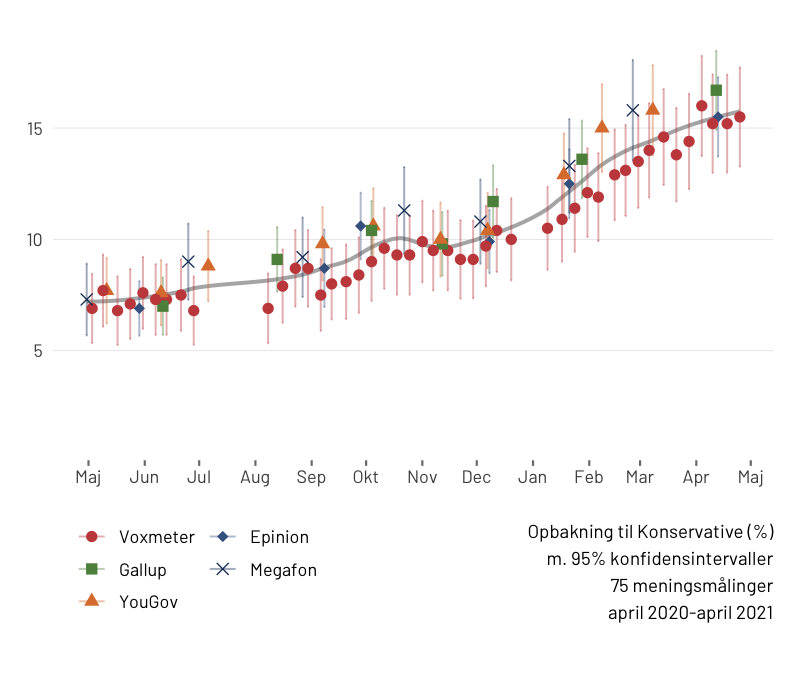 15
10
5
Maj Jun Jul Aug Sep Okt Nov Dec Jan Feb Mar Apr Maj
Voxmeter Epinion
Gallup Megafon
YouGov
Opbakning til Konservative (%)
m. 95% konfidensintervaller
75 meningsmålinger
april 2020-april 2021